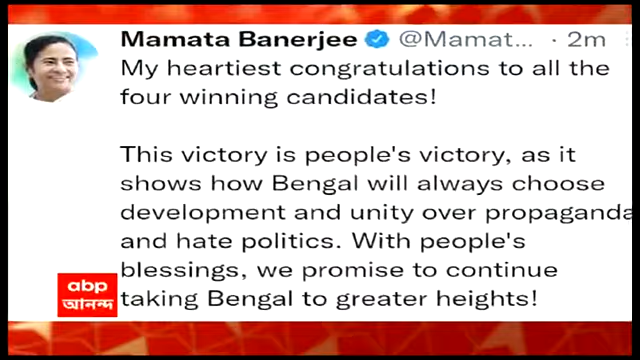 Mamata Banerjee @Mamat... · 2m
My heartiest congratulations to all the
four winning candidates!
This victory is people's victory, as it
shows how Bengal will always choose
development and unity over propaganda
and hate politics. With people's
blessings, we promise to continue
taking Bengal to greater heights!
abp
আনন্দ